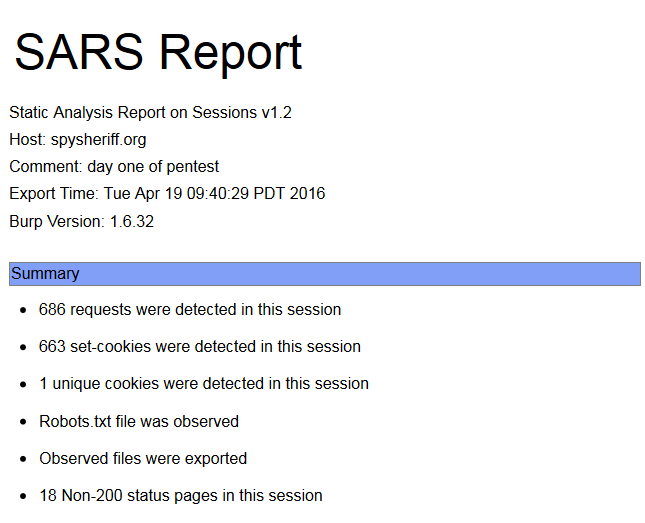 SARS Report
Static Analysis Report on Sessions v1.2
Host: spysheriff.org
Comment: day one of pentest
Export Time: Tue Apr 19 09:40:29 PDT 2016
Burp Version: 1.6.32
Summary
• 686 requests were detected in this session
• 663 set-cookies were detected in this session
• 1 unique cookies were detected in this session
• Robots.txt file was observed
• Observed files were exported
• 18 Non-200 status pages in this session